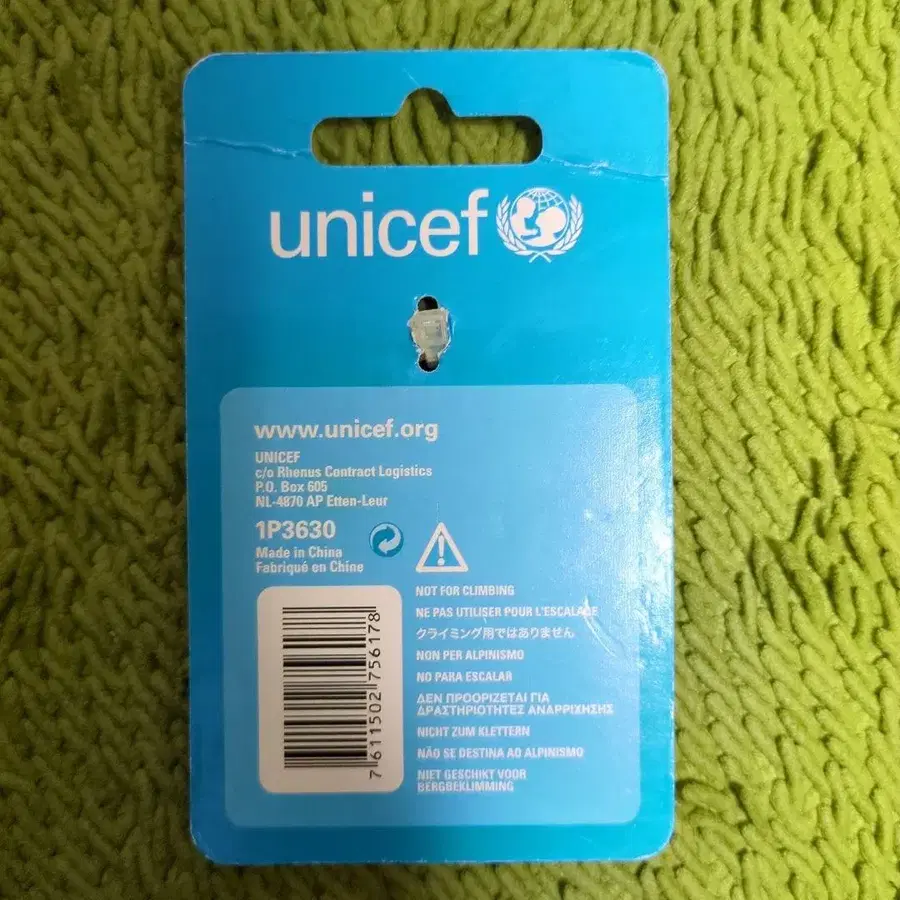 unicef
www.unicef.org
UNICEF
c/o Rhenus Contract Logistics
P.O. Box 605
NL-4870 AP Etten-Leur
1P3630
Made in China
Fabriqué en Chine
7 611502 756178
NOT FOR CLIMBING
NE PAS UTILISER POUR L'ESCALADE
クライミング用ではありません
NON PER ALPINISMO
NO PARA ESCALAR
ΔΕΝ ΠΡΟΟΡΙΖΕΤΑΙ ΓΙΑ
ΔΡΑΣΤΗΡΙΟΤΗΤΕΣ ΑΝΑΡΡΙΧΗΣΗΣ
NICHT ZUM KLETTERN
NÃO SE DESTINA AO ALPINISMO
NIET GESCHIKT VOOR
BERGBEKLIMMING